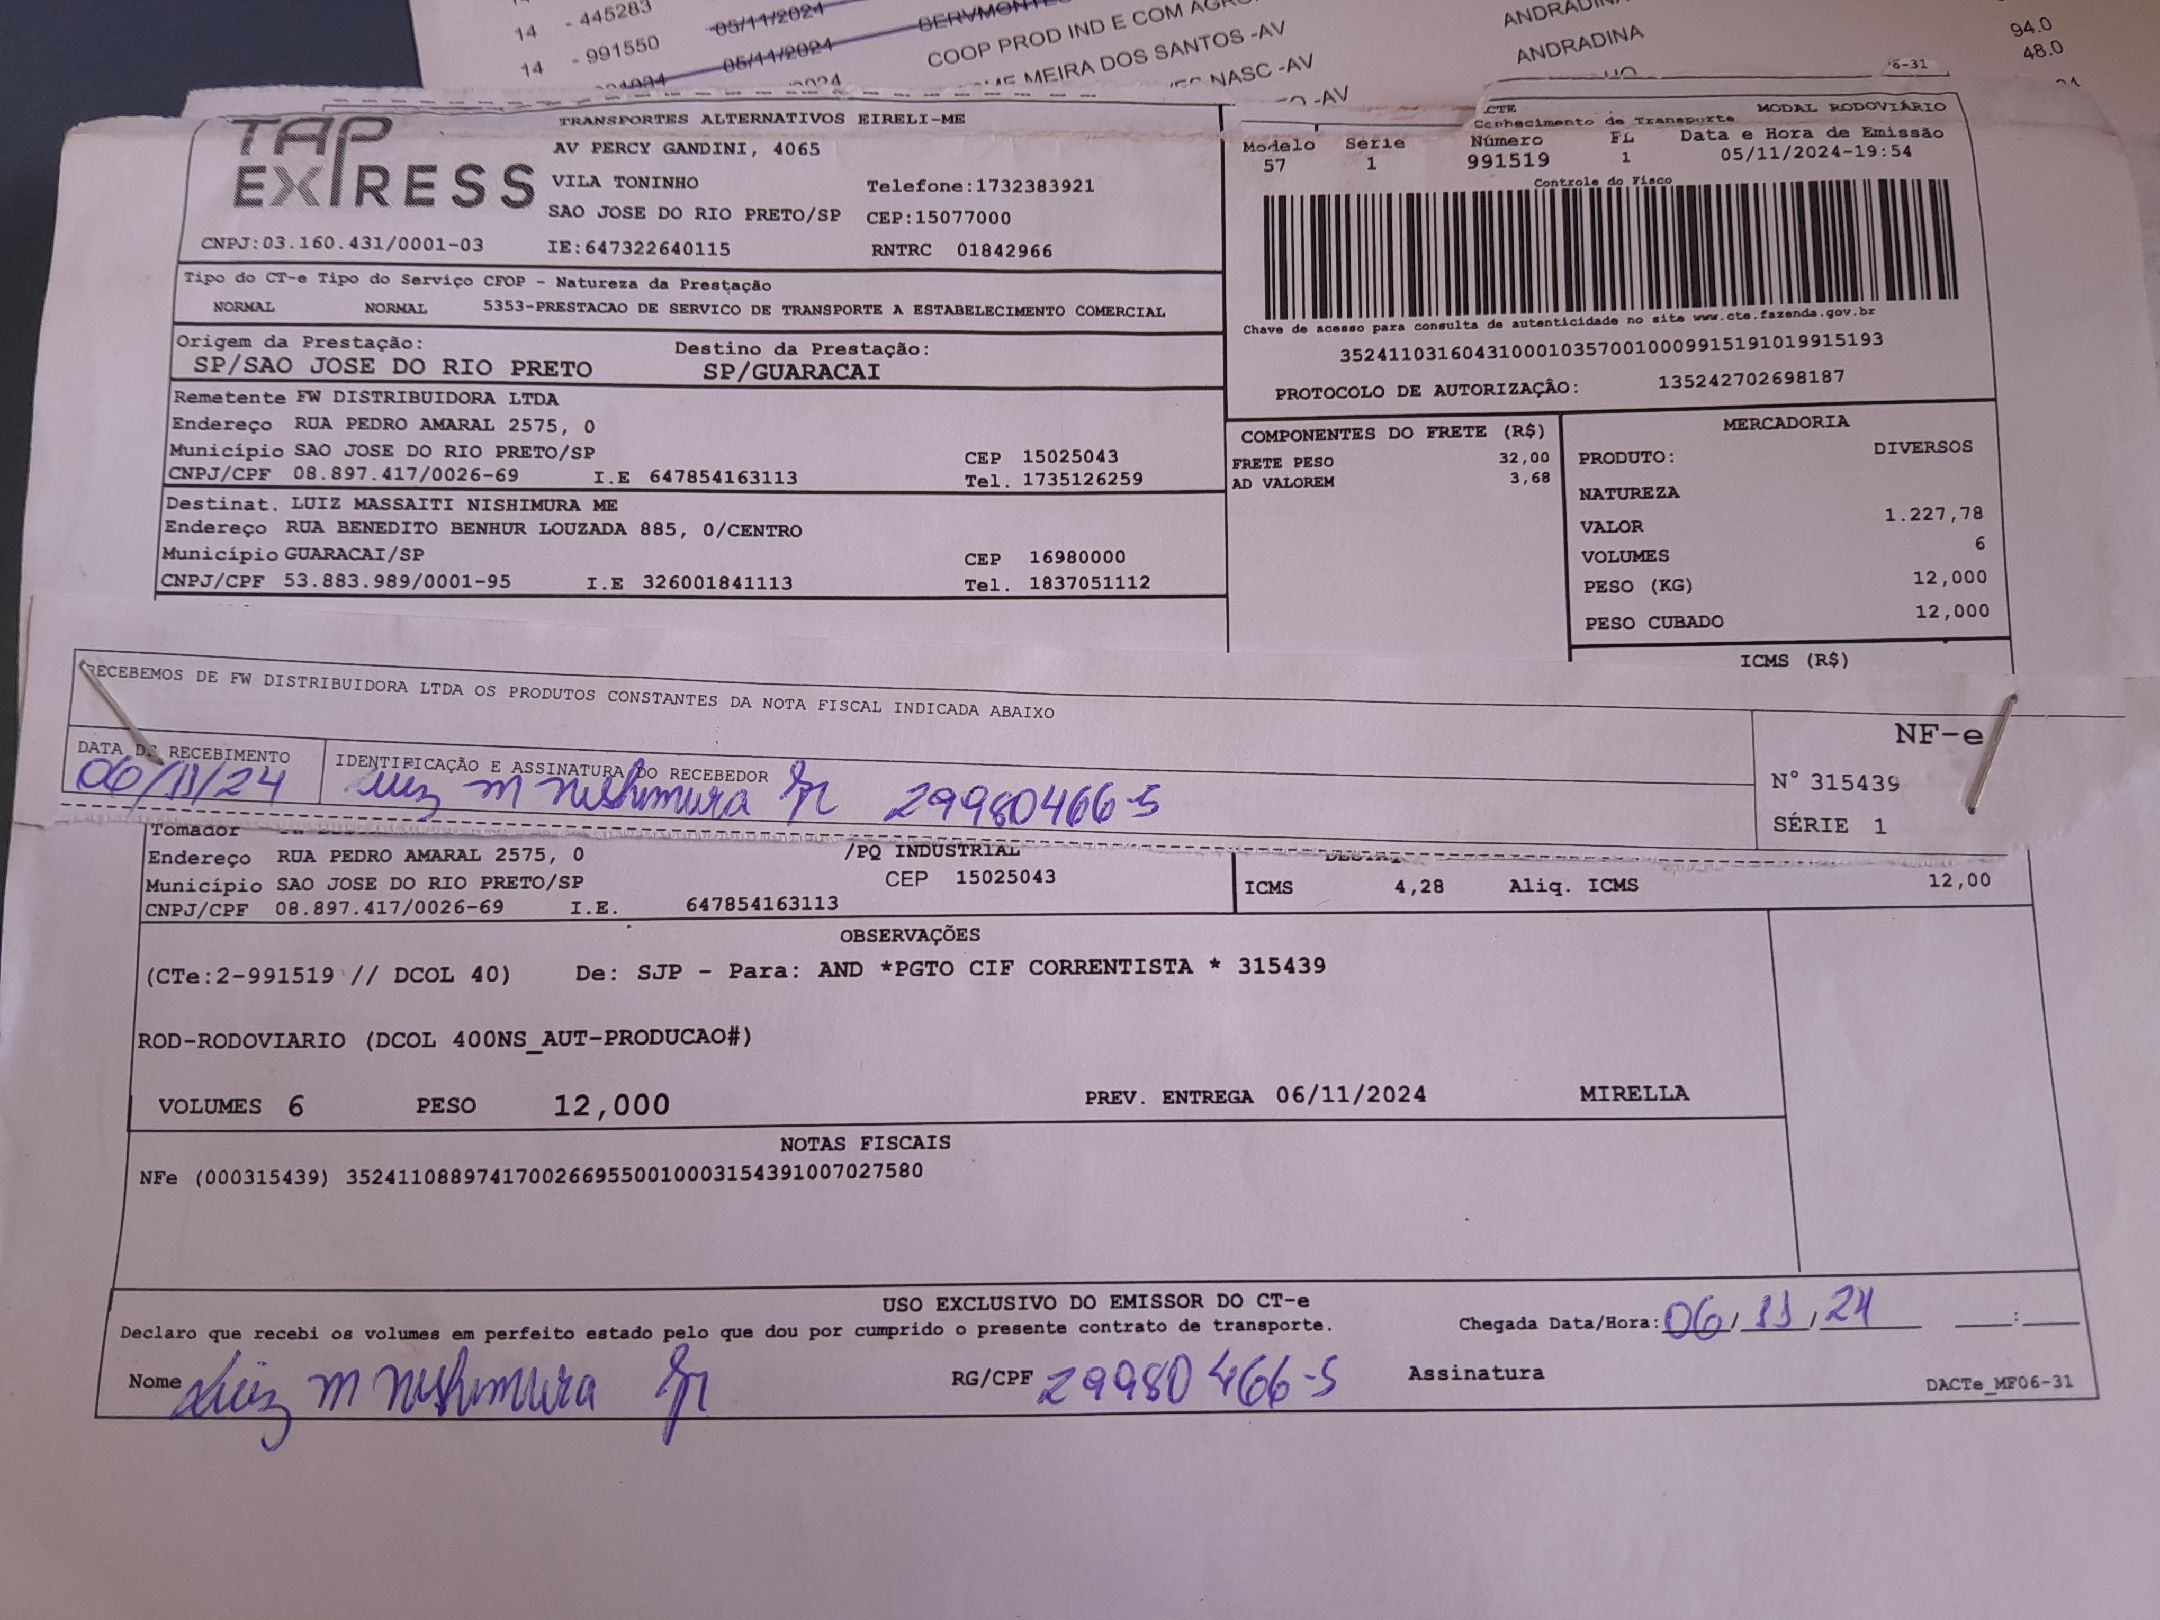 14 - 445283 05/11/2024
14 - 991550 05/11/2024 COOP PROD IND E COM ANDRADINA 94.0
MEIRA DOS SANTOS -AV ANDRADINA 48.0
NASC -AV
-AV
6-31
TAP EXPRESS
TRANSPORTES ALTERNATIVOS EIRELI-ME
AV PERCY GANDINI, 4065
VILA TONINHO Telefone:1732383921
SAO JOSE DO RIO PRETO/SP CEP:15077000
CNPJ:03.160.431/0001-03 IE:647322640115 RNTRC 01842966
CTE MODAL RODOVIÁRIO
Conhecimento de Transporte
Modelo Série Número FL Data e Hora de Emissão
57 1 991519 1 05/11/2024-19:54
Controle do Fisco
Chave de acesso para consulta de autenticidade no site www.cte.fazenda.gov.br
35241103160431000103570010009915191019915193
PROTOCOLO DE AUTORIZAÇÂO: 135242702698187
Tipo do CT-e Tipo do Serviço CFOP - Natureza da Prestação
NORMAL NORMAL 5353-PRESTACAO DE SERVICO DE TRANSPORTE A ESTABELECIMENTO COMERCIAL
Origem da Prestação: Destino da Prestação:
SP/SAO JOSE DO RIO PRETO SP/GUARACAI
Remetente FW DISTRIBUIDORA LTDA
Endereço RUA PEDRO AMARAL 2575, 0
Município SAO JOSE DO RIO PRETO/SP CEP 15025043
CNPJ/CPF 08.897.417/0026-69 I.E 647854163113 Tel. 1735126259
Destinat. LUIZ MASSAITI NISHIMURA ME
Endereço RUA BENEDITO BENHUR LOUZADA 885, 0/CENTRO
Município GUARACAI/SP CEP 16980000
CNPJ/CPF 53.883.989/0001-95 I.E 326001841113 Tel. 1837051112
COMPONENTES DO FRETE (R$)
FRETE PESO 32,00
AD VALOREM 3,68
MERCADORIA
PRODUTO: DIVERSOS
NATUREZA
VALOR 1.227,78
VOLUMES 6
PESO (KG) 12,000
PESO CUBADO 12,000
ICMS (R$)
RECEBEMOS DE FW DISTRIBUIDORA LTDA OS PRODUTOS CONSTANTES DA NOTA FISCAL INDICADA ABAIXO
DATA DE RECEBIMENTO IDENTIFICAÇÃO E ASSINATURA DO RECEBEDOR
06/11/24 Luiz M Nishimura Jr 29980466-5
NF-e
N° 315439
SÉRIE 1
Tomador
Endereço RUA PEDRO AMARAL 2575, 0 /PQ INDUSTRIAL
Município SAO JOSE DO RIO PRETO/SP CEP 15025043
CNPJ/CPF 08.897.417/0026-69 I.E. 647854163113
ICMS 4,28 Aliq. ICMS 12,00
OBSERVAÇÕES
(CTe:2-991519 // DCOL 40) De: SJP - Para: AND *PGTO CIF CORRENTISTA * 315439
ROD-RODOVIARIO (DCOL 400NS_AUT-PRODUCAO#)
VOLUMES 6 PESO 12,000 PREV. ENTREGA 06/11/2024 MIRELLA
NOTAS FISCAIS
NFe (000315439) 35241108897417002669550010003154391007027580
USO EXCLUSIVO DO EMISSOR DO CT-e
Declaro que recebi os volumes em perfeito estado pelo que dou por cumprido o presente contrato de transporte. Chegada Data/Hora: 06/11/24 :
Nome Luiz M Nishimura Jr RG/CPF 29980466-5 Assinatura
DACTe_MF06-31